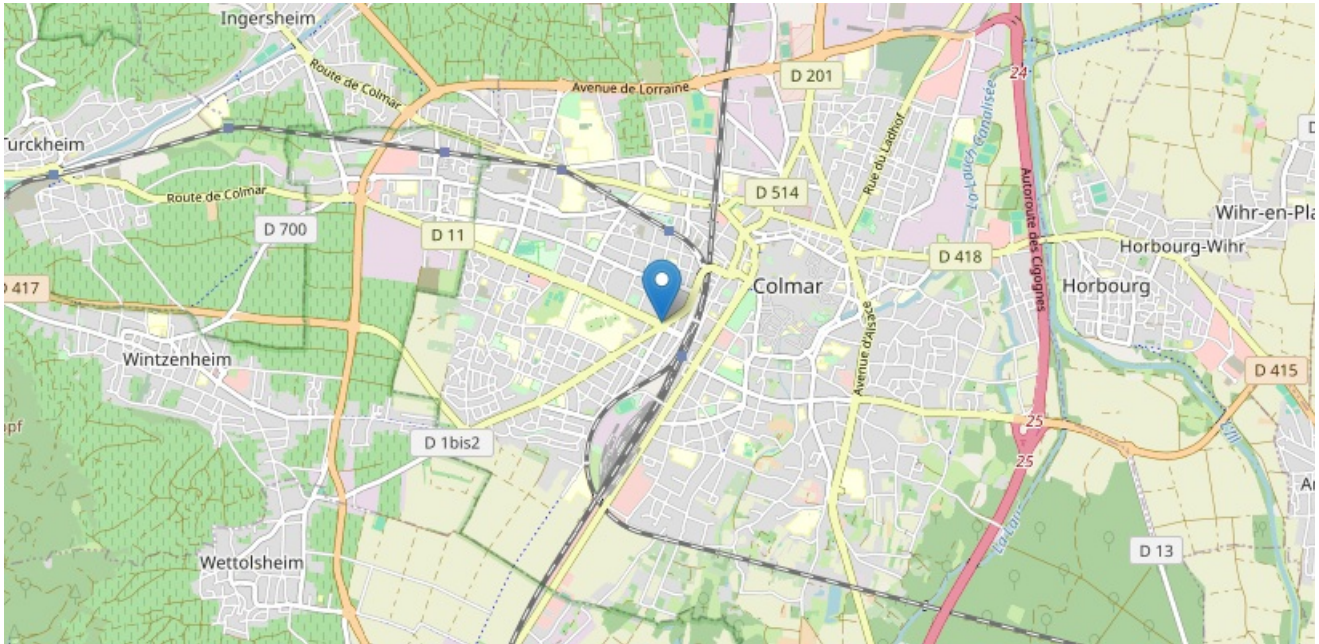 Ingersheim
Route de Colmar
Avenue de Lorraine
D 201
24
La Lauch Canalisée
Rue du Ladhof
Turckheim
Route de Colmar
D 514
Autoroute des Cigognes
D 700
D 11
D 418
Horbourg-Wihr
D 417
Colmar
Horbourg
Wintzenheim
Avenue d'Alsace
D 415
25
L'Ill
D 1bis2
25
Wettolsheim
D 13